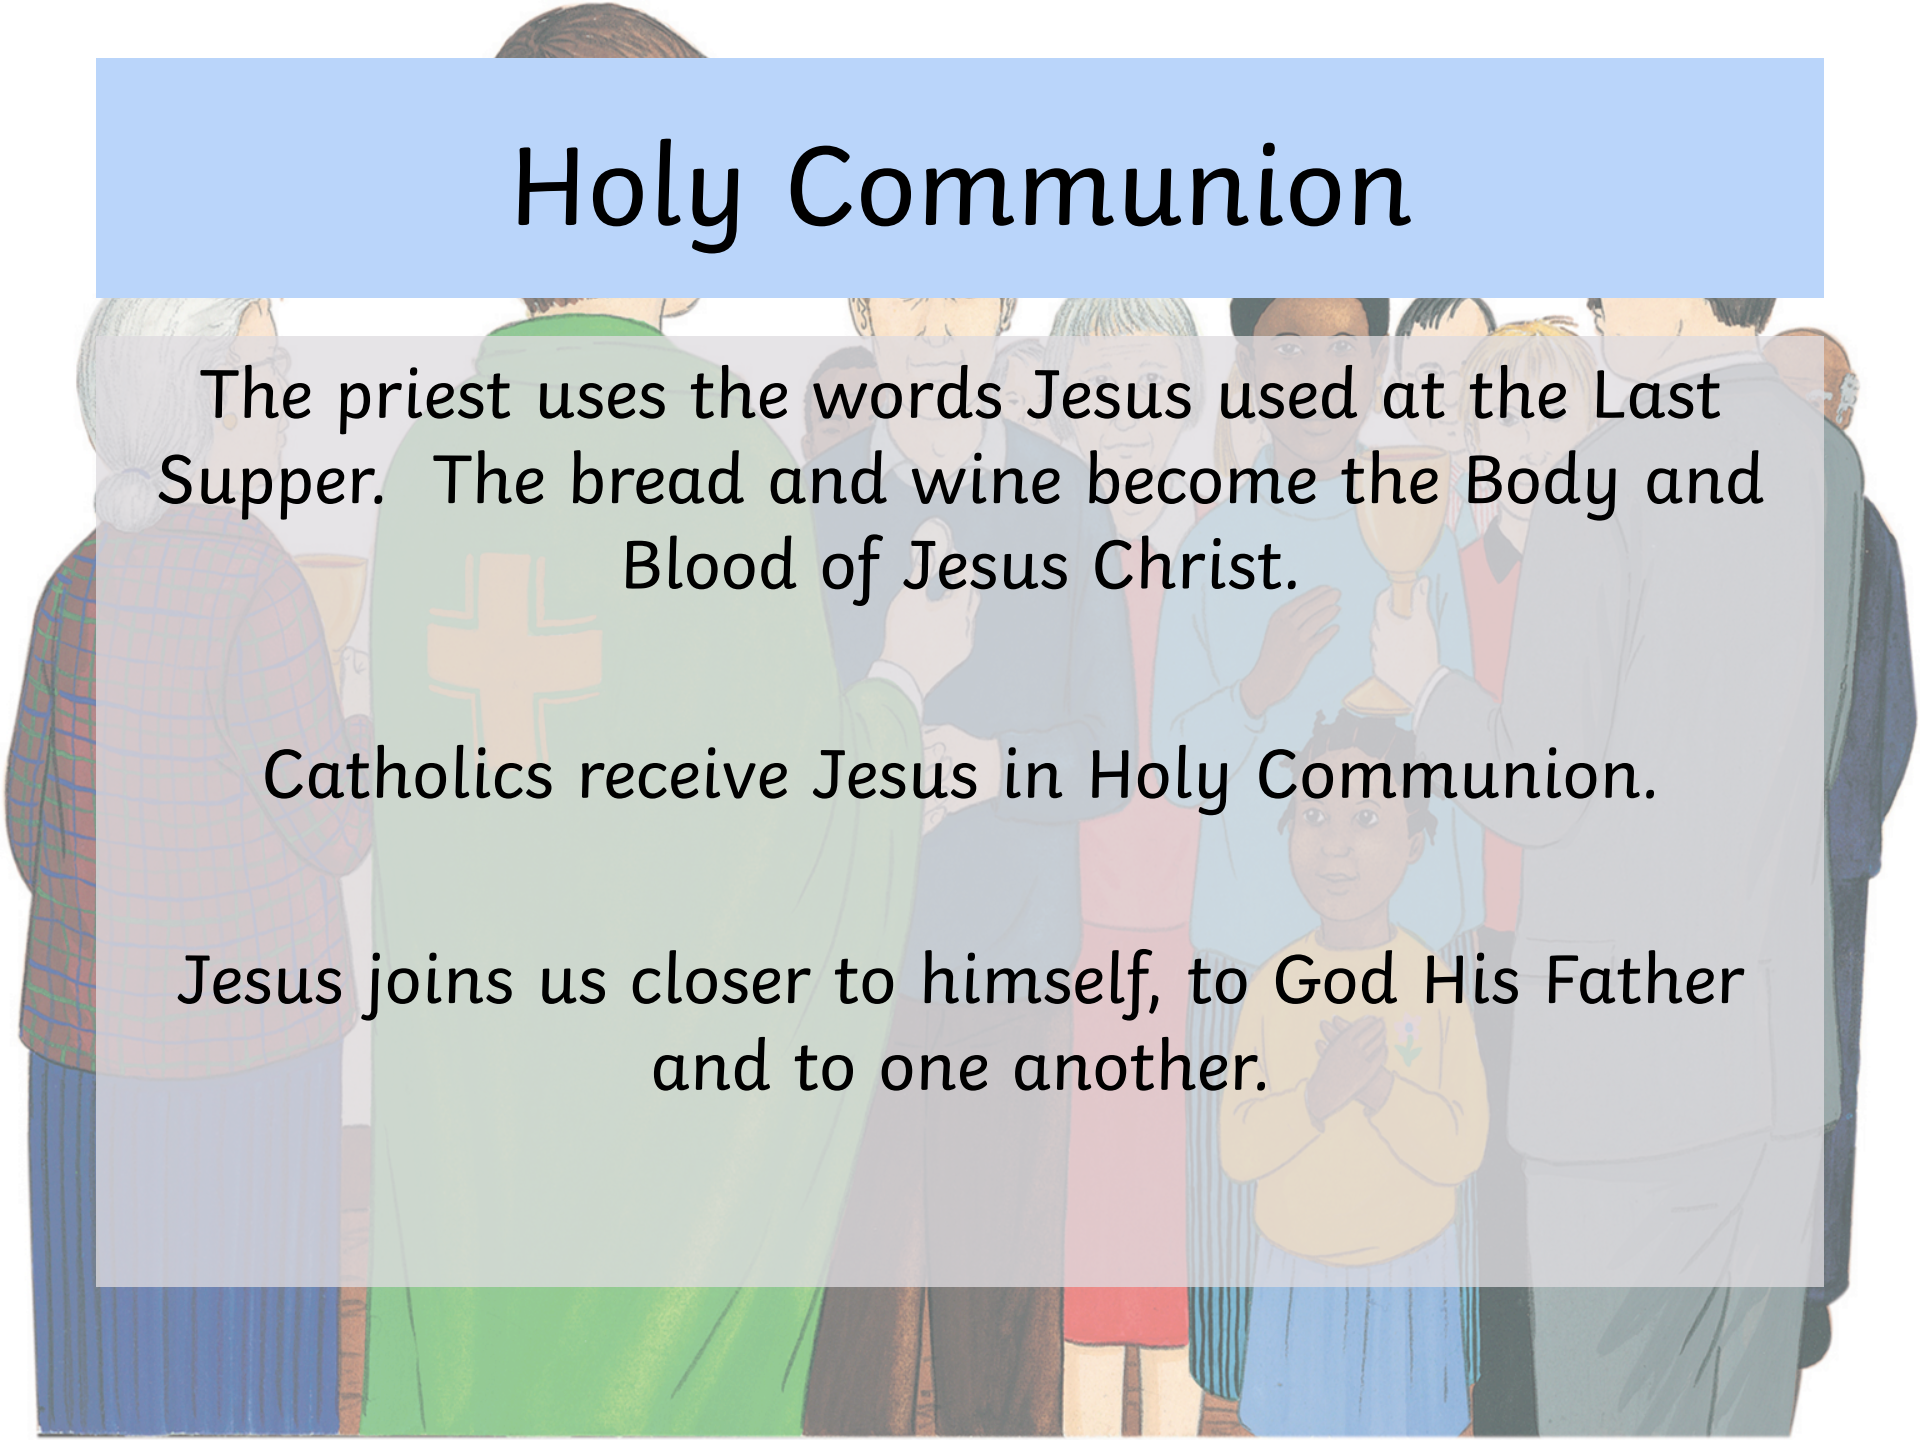 Holy Communion
The priest uses the words Jesus used at the Last
Supper.  The bread and wine become the Body and
Blood of Jesus Christ.
Catholics receive Jesus in Holy Communion.
Jesus joins us closer to himself, to God His Father
and to one another.